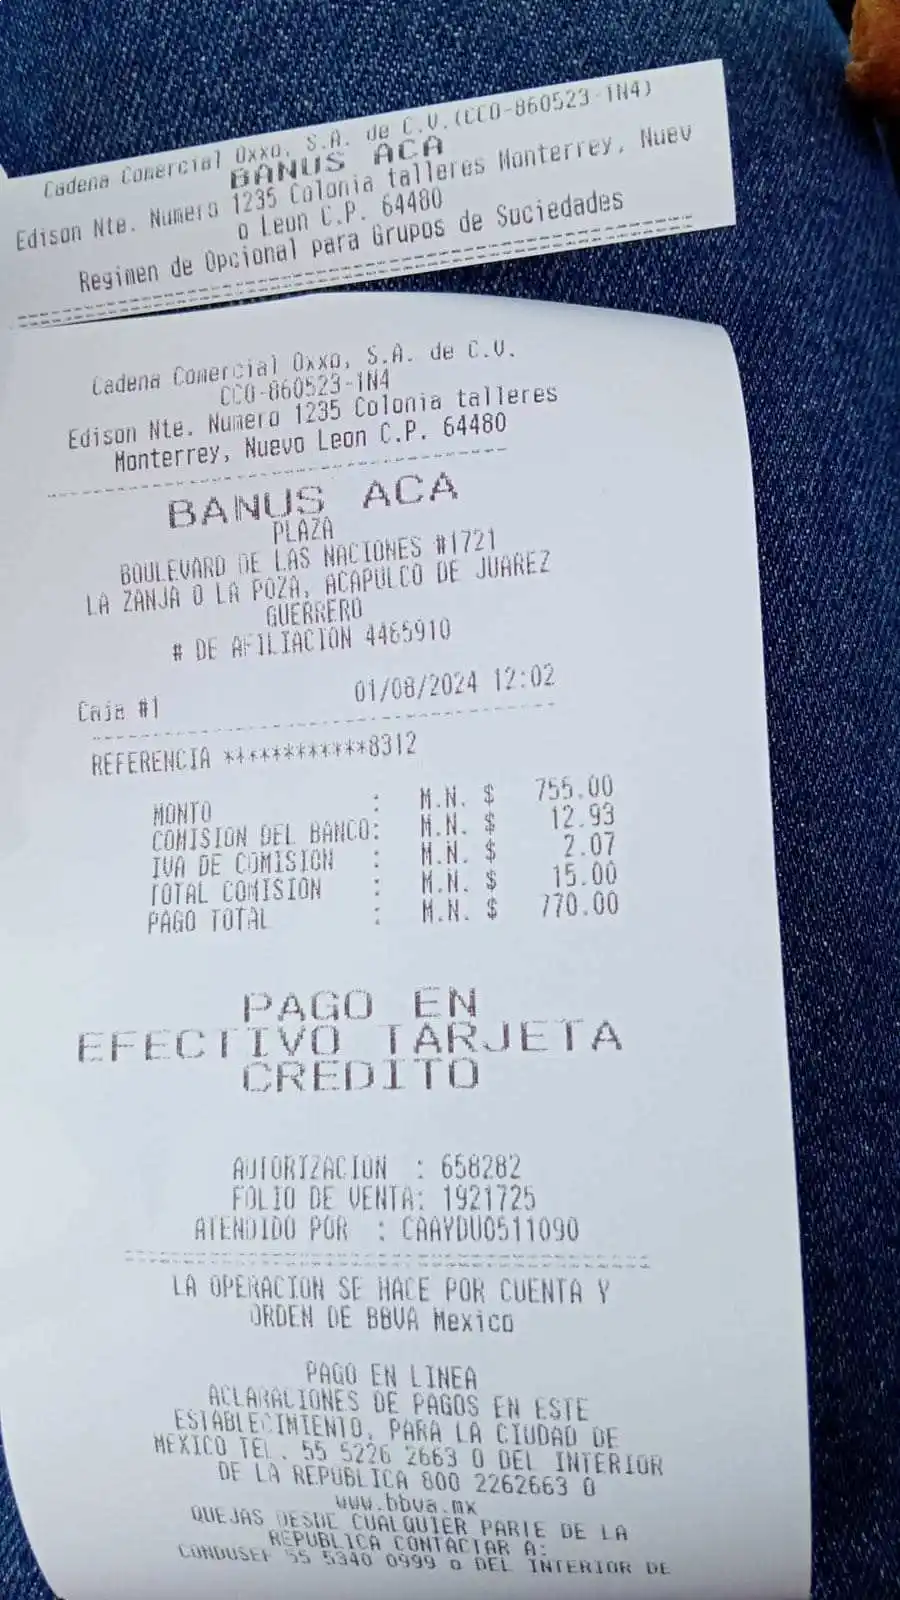 Cadena Comercial Oxxo, S.A. de C.V.(CCO-860523-1N4)
BANUS ACA
Edison Nte. Numero 1235 Colonia talleres Monterrey, Nuev
o Leon C.P. 64480
Regimen de Opcional para Grupos de Sociedades
Cadena Comercial Oxxo, S.A. de C.V.
CCO-860523-1N4
Edison Nte. Numero 1235 Colonia talleres
Monterrey, Nuevo Leon C.P. 64480
BANUS ACA
PLAZA
BOULEVARD DE LAS NACIONES #1721
LA ZANJA O LA POZA, ACAPULCO DE JUAREZ
GUERRERO
# DE AFILIACION 4465910
Caja #1 01/08/2024 12:02
REFERENCIA ************8312
MONTO : M.N. $ 755.00
COMISION DEL BANCO: M.N. $ 12.93
IVA DE COMISION : M.N. $ 2.07
TOTAL COMISION : M.N. $ 15.00
PAGO TOTAL : M.N. $ 770.00
PAGO EN
EFECTIVO TARJETA
CREDITO
AUTORIZACION : 658282
FOLIO DE VENTA: 1921725
ATENDIDO POR : CAAYDU0511090
LA OPERACION SE HACE POR CUENTA Y
ORDEN DE BBVA Mexico
PAGO EN LINEA
ACLARACIONES DE PAGOS EN ESTE
ESTABLECIMIENTO, PARA LA CIUDAD DE
MEXICO TEL. 55 5226 2663 O DEL INTERIOR
DE LA REPUBLICA 800 2262663 O
www.bbva.mx
QUEJAS DESDE CUALQUIER PARTE DE LA
REPUBLICA CONTACTAR A:
CONDUSEF 55 5340 0999 o DEL INTERIOR DE